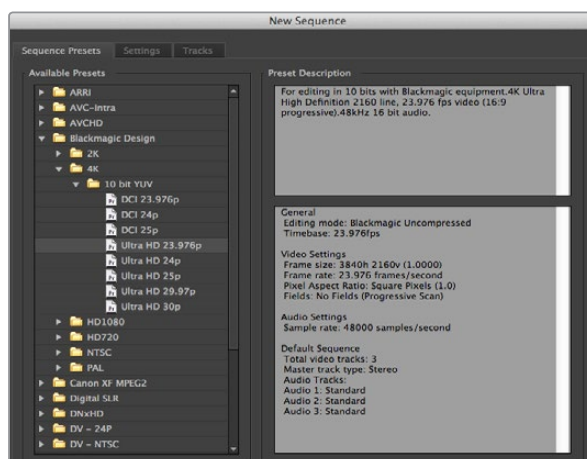 New Sequence
Sequence Presets
Settings
Tracks
Available Presets
ARRI
AVC-Intra
AVCHD
Blackmagic Design
2K
4K
10 bit YUV
DCI 23.976p
DCI 24p
DCI 25p
Ultra HD 23.976p
Ultra HD 24p
Ultra HD 25p
Ultra HD 29.97p
Ultra HD 30p
HD1080
HD720
NTSC
PAL
Canon XF MPEG2
Digital SLR
DNxHD
DV - 24P
DV - NTSC
Preset Description
For editing in 10 bits with Blackmagic equipment.4K Ultra
High Definition 2160 line, 23.976 fps video (16:9
progressive).48kHz 16 bit audio.
General
Editing mode: Blackmagic Uncompressed
Timebase: 23.976fps
Video Settings
Frame size: 3840h 2160v (1.0000)
Frame rate: 23.976 frames/second
Pixel Aspect Ratio: Square Pixels (1.0)
Fields: No Fields (Progressive Scan)
Audio Settings
Sample rate: 48000 samples/second
Default Sequence
Total video tracks: 3
Master track type: Stereo
Audio Tracks:
Audio 1: Standard
Audio 2: Standard
Audio 3: Standard